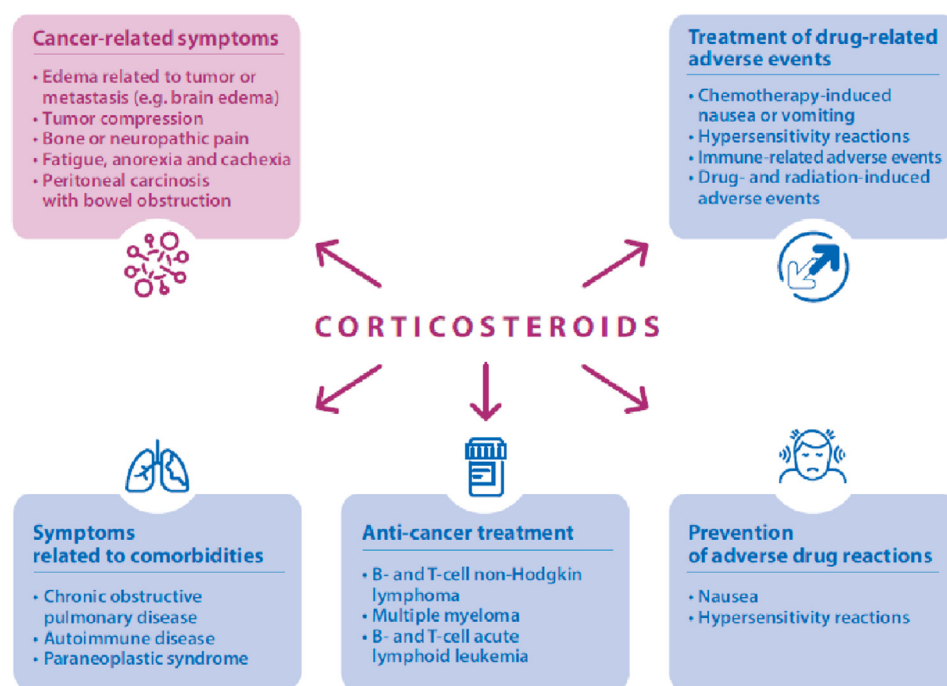 Cancer-related symptoms
• Edema related to tumor or
metastasis (e.g. brain edema)
• Tumor compression
• Bone or neuropathic pain
• Fatigue, anorexia and cachexia
• Peritoneal carcinosis
with bowel obstruction
Treatment of drug-related
adverse events
• Chemotherapy-induced
nausea or vomiting
• Hypersensitivity reactions
• Immune-related adverse events
• Drug- and radiation-induced
adverse events
CORTICOSTEROIDS
Symptoms
related to comorbidities
• Chronic obstructive
pulmonary disease
• Autoimmune disease
• Paraneoplastic syndrome
Anti-cancer treatment
• B- and T-cell non-Hodgkin
lymphoma
• Multiple myeloma
• B- and T-cell acute
lymphoid leukemia
Prevention
of adverse drug reactions
• Nausea
• Hypersensitivity reactions